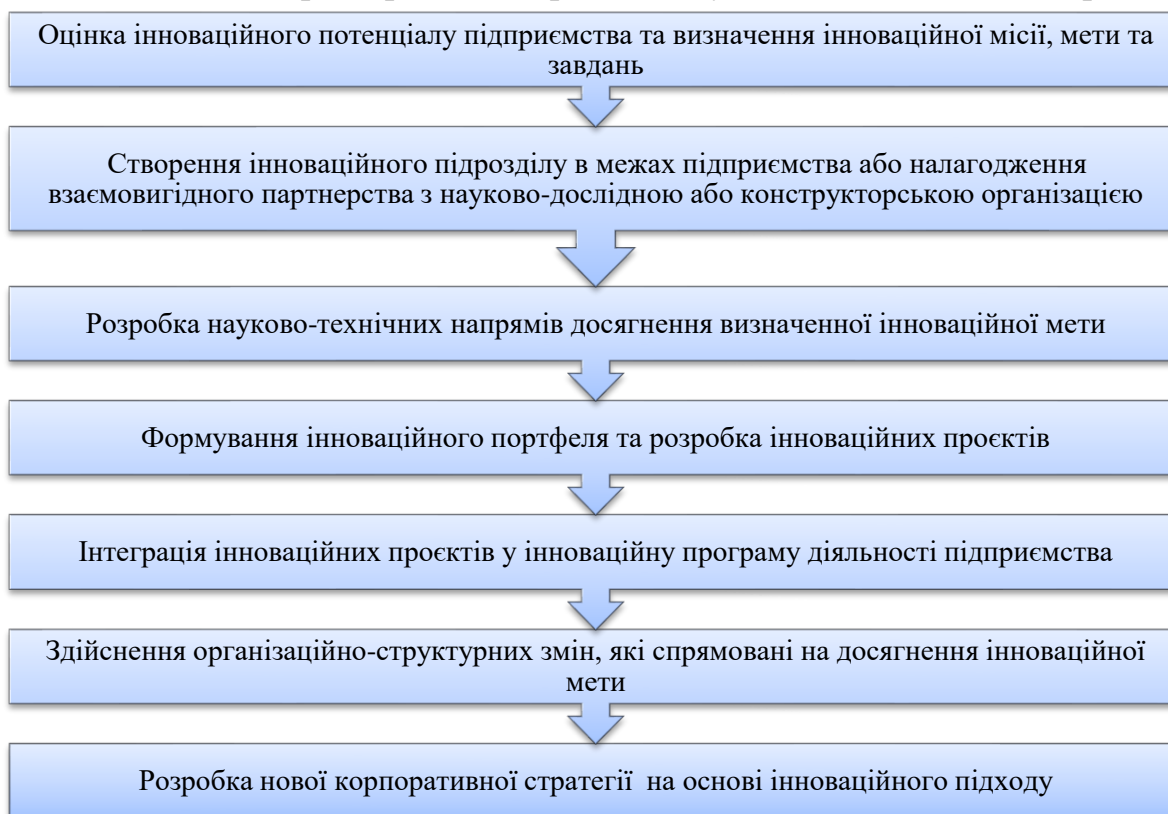 Оцінка інноваційного потенціалу підприємства та визначення інноваційної місії, мети та
завдань
Створення інноваційного підрозділу в межах підприємства або налагодження
взаємовигідного партнерства з науково-дослідною або конструкторською організацією
Розробка науково-технічних напрямів досягнення визначенної інноваційної мети
Формування інноваційного портфеля та розробка інноваційних проєктів
Інтеграція інноваційних проєктів у інноваційну програму діяльності підприємства
Здійснення організаційно-структурних змін, які спрямовані на досягнення інноваційної
мети
Розробка нової корпоративної стратегії на основі інноваційного підходу